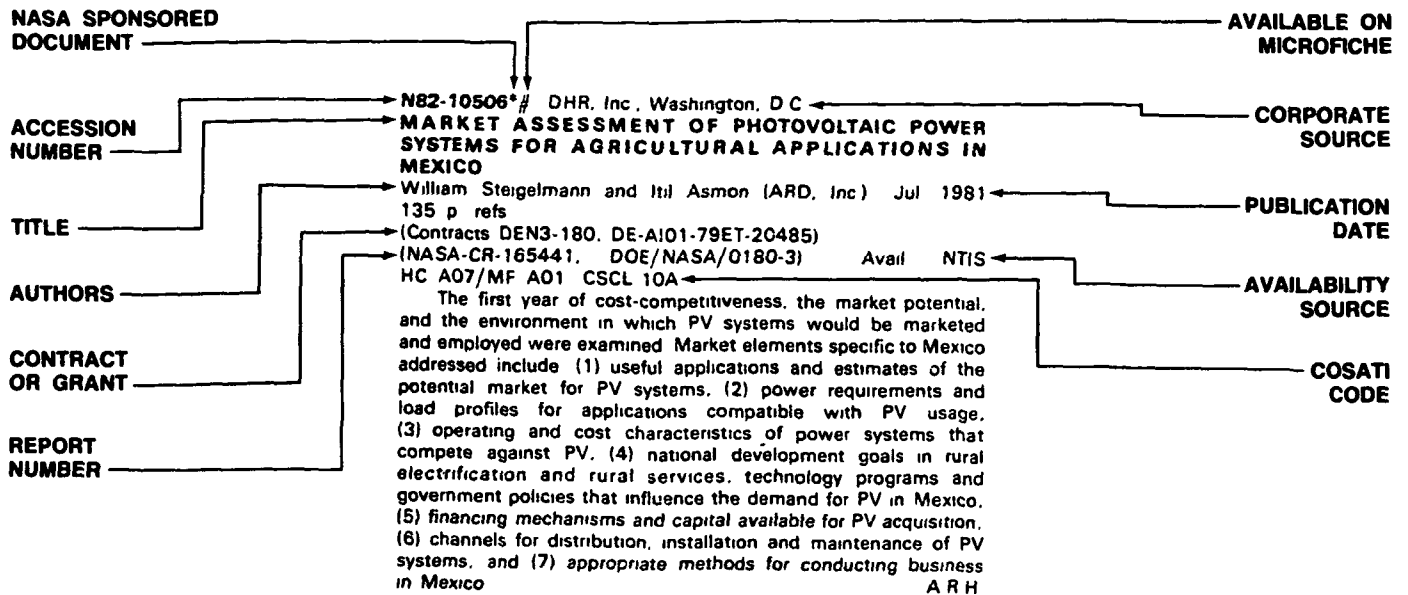 NASA SPONSORED
DOCUMENT
AVAILABLE ON
MICROFICHE
ACCESSION
NUMBER
TITLE
AUTHORS
CONTRACT
OR GRANT
REPORT
NUMBER
N82-10506*# DHR, Inc, Washington, D C
MARKET ASSESSMENT OF PHOTOVOLTAIC POWER
SYSTEMS FOR AGRICULTURAL APPLICATIONS IN
MEXICO
William Steigelmann and Itil Asmon (ARD, Inc) Jul 1981
135 p refs
(Contracts DEN3-180, DE-AI01-79ET-20485)
(NASA-CR-165441, DOE/NASA/0180-3) Avail NTIS
HC A07/MF A01 CSCL 10A
The first year of cost-competitiveness, the market potential,
and the environment in which PV systems would be marketed
and employed were examined Market elements specific to Mexico
addressed include (1) useful applications and estimates of the
potential market for PV systems, (2) power requirements and
load profiles for applications compatible with PV usage,
(3) operating and cost characteristics of power systems that
compete against PV, (4) national development goals in rural
electrification and rural services, technology programs and
government policies that influence the demand for PV in Mexico,
(5) financing mechanisms and capital available for PV acquisition,
(6) channels for distribution, installation and maintenance of PV
systems, and (7) appropriate methods for conducting business
in Mexico A R H
CORPORATE
SOURCE
PUBLICATION
DATE
AVAILABILITY
SOURCE
COSATI
CODE